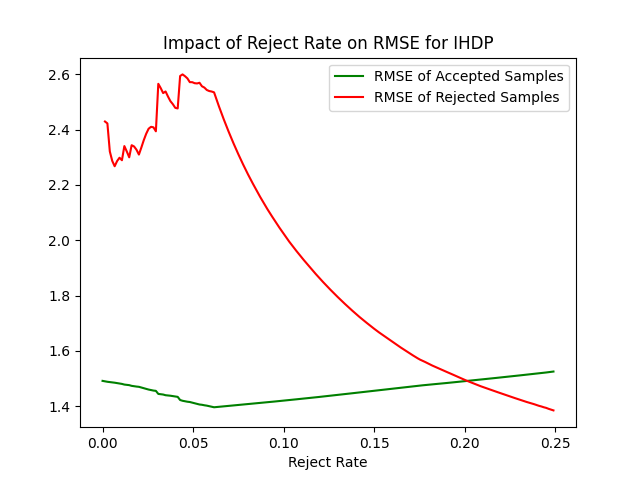 Impact of Reject Rate on RMSE for IHDP
RMSE of Accepted Samples
RMSE of Rejected Samples
2.6
2.4
2.2
2.0
1.8
1.6
1.4
0.00 0.05 0.10 0.15 0.20 0.25
Reject Rate